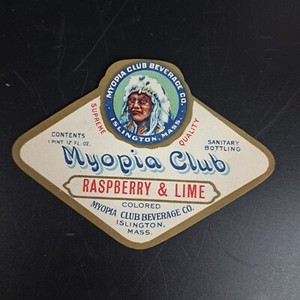 MYOPIA CLUB BEVERAGE CO.
ISLINGTON, MASS.
SUPREME
QUALITY
CONTENTS
1 PINT 12 FL. OZ.
SANITARY
BOTTLING
Myopia Club
RASPBERRY & LIME
COLORED
MYOPIA CLUB BEVERAGE CO.
ISLINGTON,
MASS.